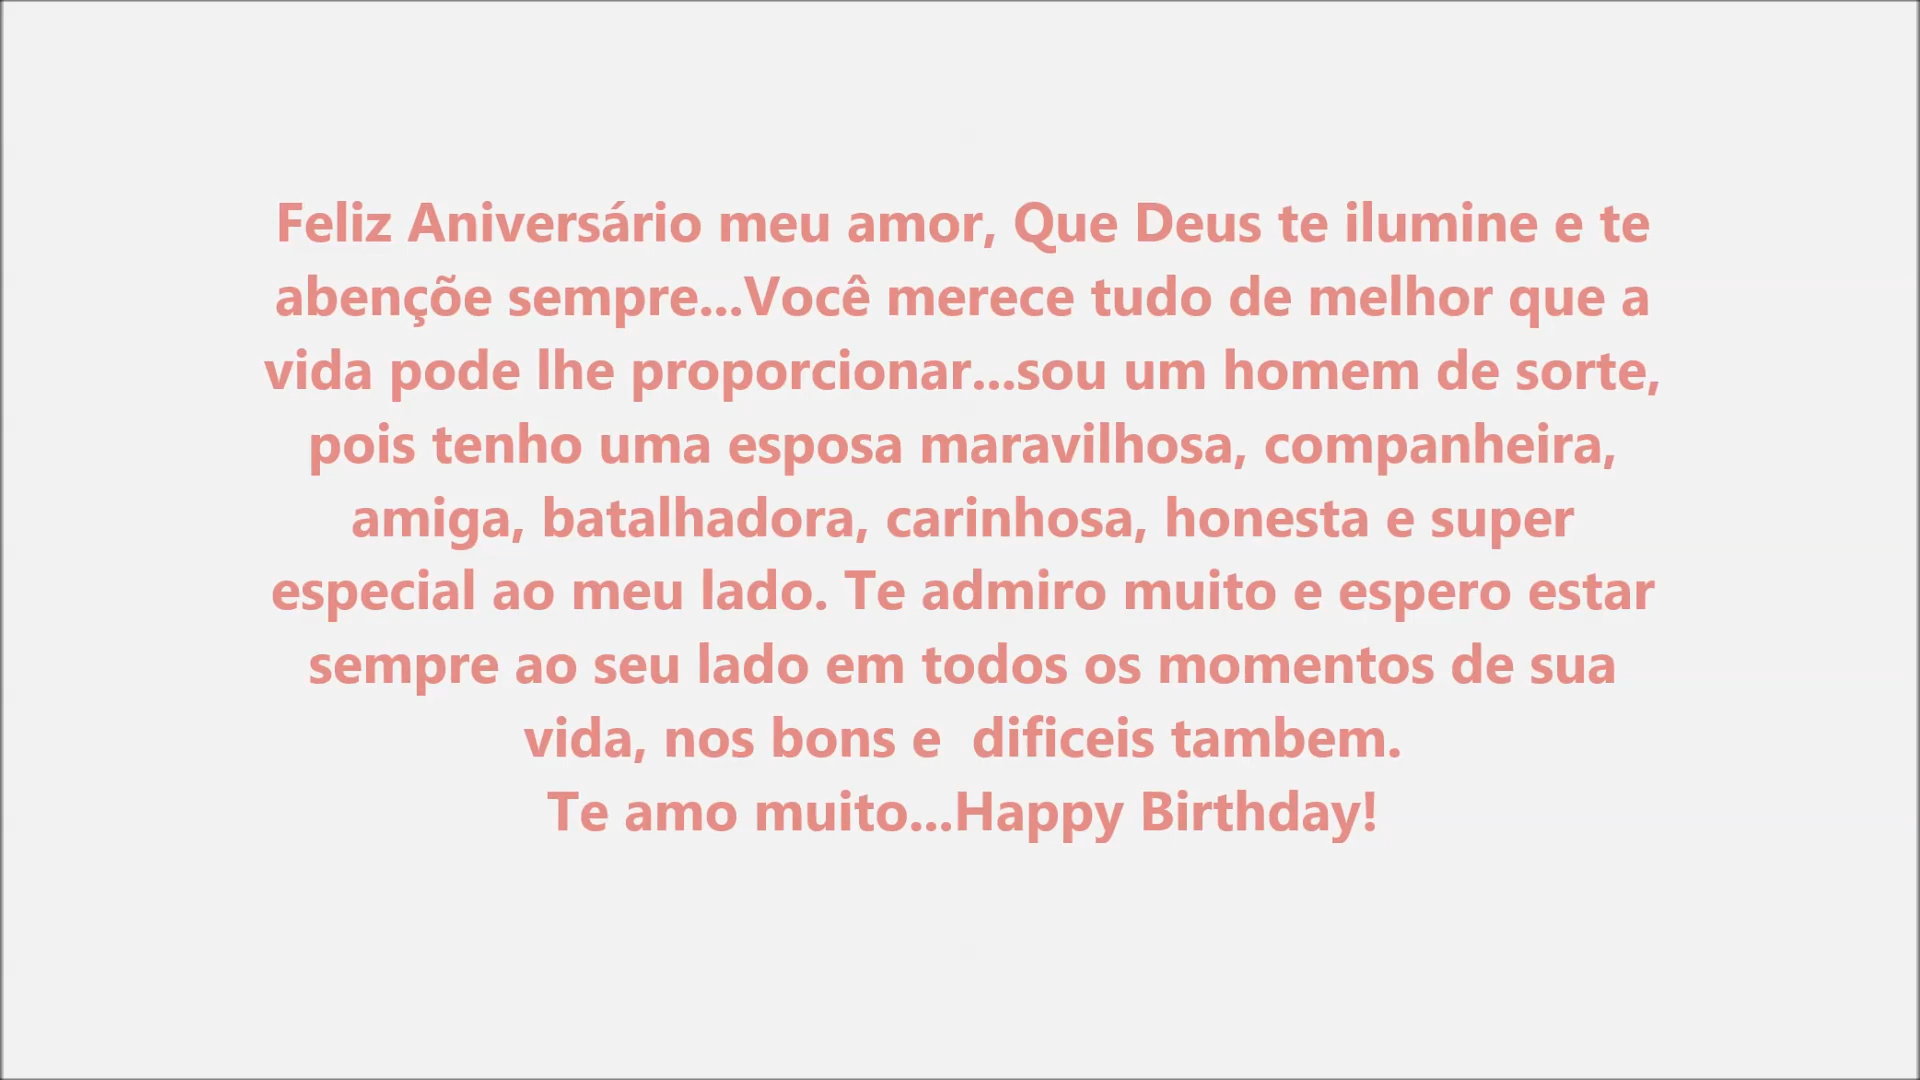 Feliz Aniversário meu amor, Que Deus te ilumine e te
abençõe sempre...Você merece tudo de melhor que a
vida pode lhe proporcionar...sou um homem de sorte,
pois tenho uma esposa maravilhosa, companheira,
amiga, batalhadora, carinhosa, honesta e super
especial ao meu lado. Te admiro muito e espero estar
sempre ao seu lado em todos os momentos de sua
vida, nos bons e  dificeis tambem.
Te amo muito...Happy Birthday!